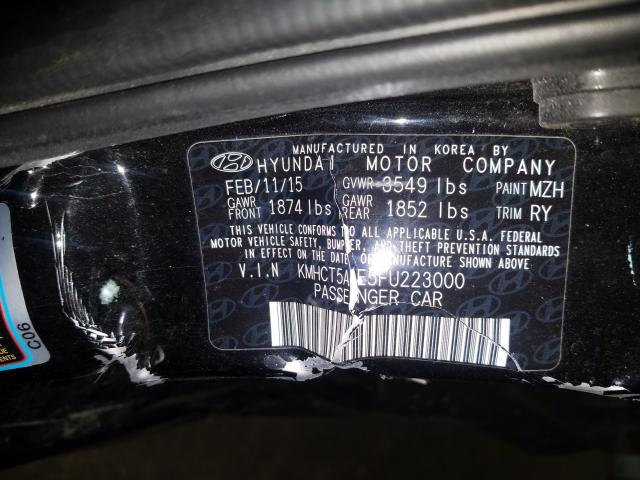 MANUFACTURED IN KOREA BY
HYUNDAI MOTOR COMPANY
FEB/11/15 GVWR 3549 lbs PAINT MZH
GAWR FRONT 1874 lbs GAWR REAR 1852 lbs TRIM RY
THIS VEHICLE CONFORMS TO ALL APPLICABLE U.S.A. FEDERAL
MOTOR VEHICLE SAFETY, BUMPER, AND THEFT PREVENTION STANDARDS
IN EFFECT ON THE DATE OF MANUFACTURE SHOWN ABOVE.
V.I.N KMHCT5AE5FU223000
PASSENGER CAR
C06